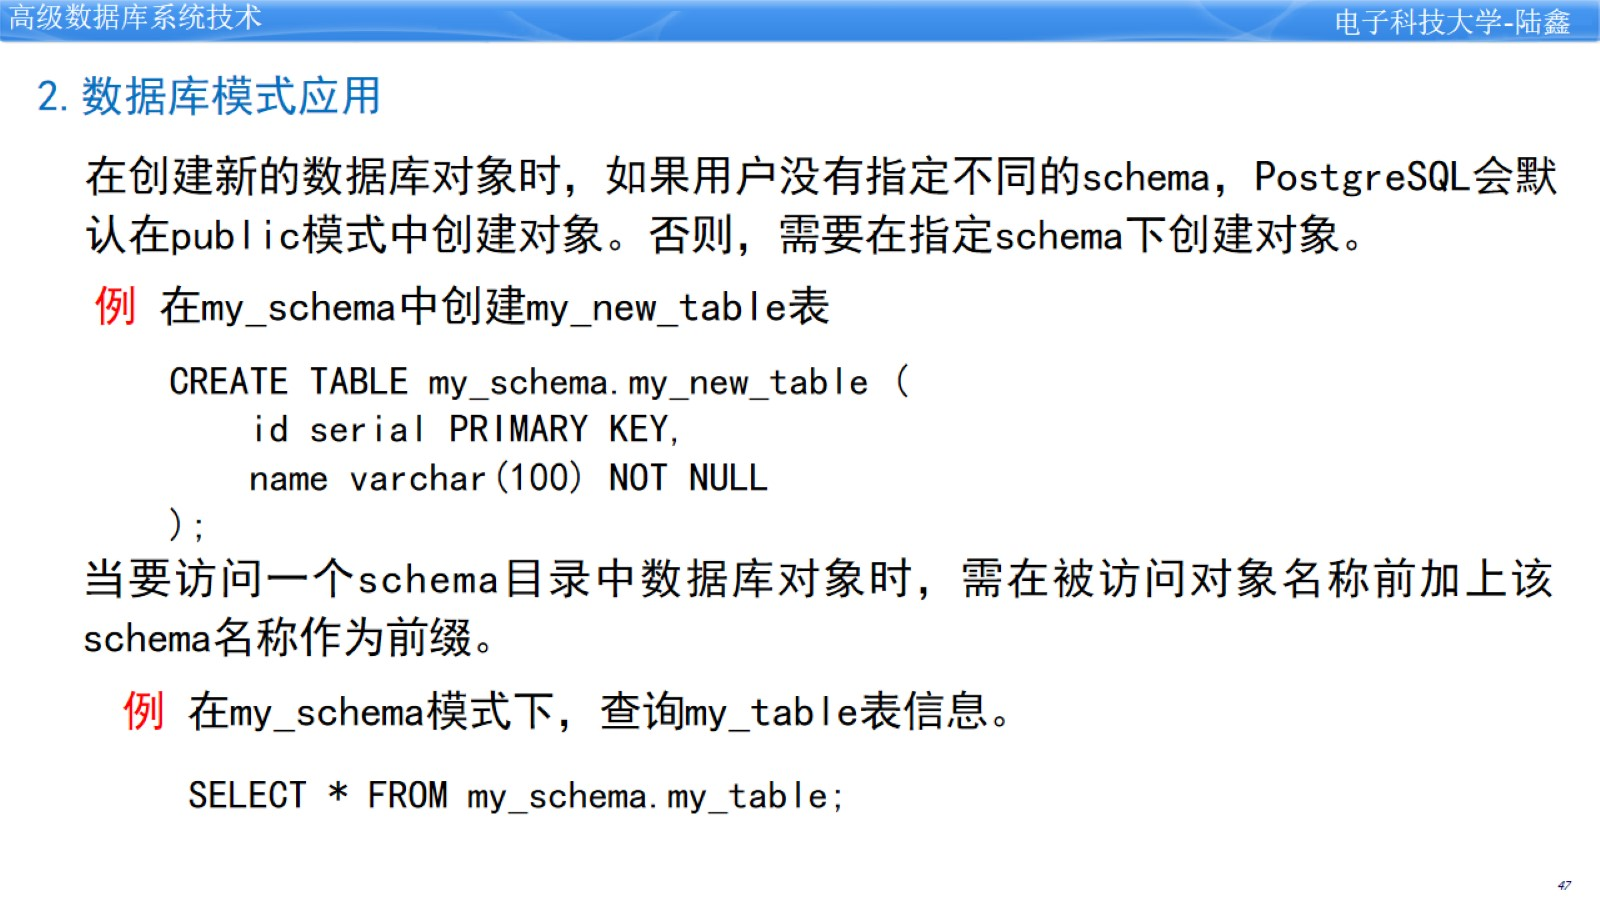 高级数据库系统技术
电子科技大学-陆鑫
2. 数据库模式应用
在创建新的数据库对象时，如果用户没有指定不同的schema，PostgreSQL会默
认在public模式中创建对象。否则，需要在指定schema下创建对象。
例 在my_schema中创建my_new_table表
CREATE TABLE my_schema.my_new_table (
id serial PRIMARY KEY,
name varchar(100) NOT NULL
);
当要访问一个schema目录中数据库对象时，需在被访问对象名称前加上该
schema名称作为前缀。
例 在my_schema模式下，查询my_table表信息。
SELECT * FROM my_schema.my_table;
47